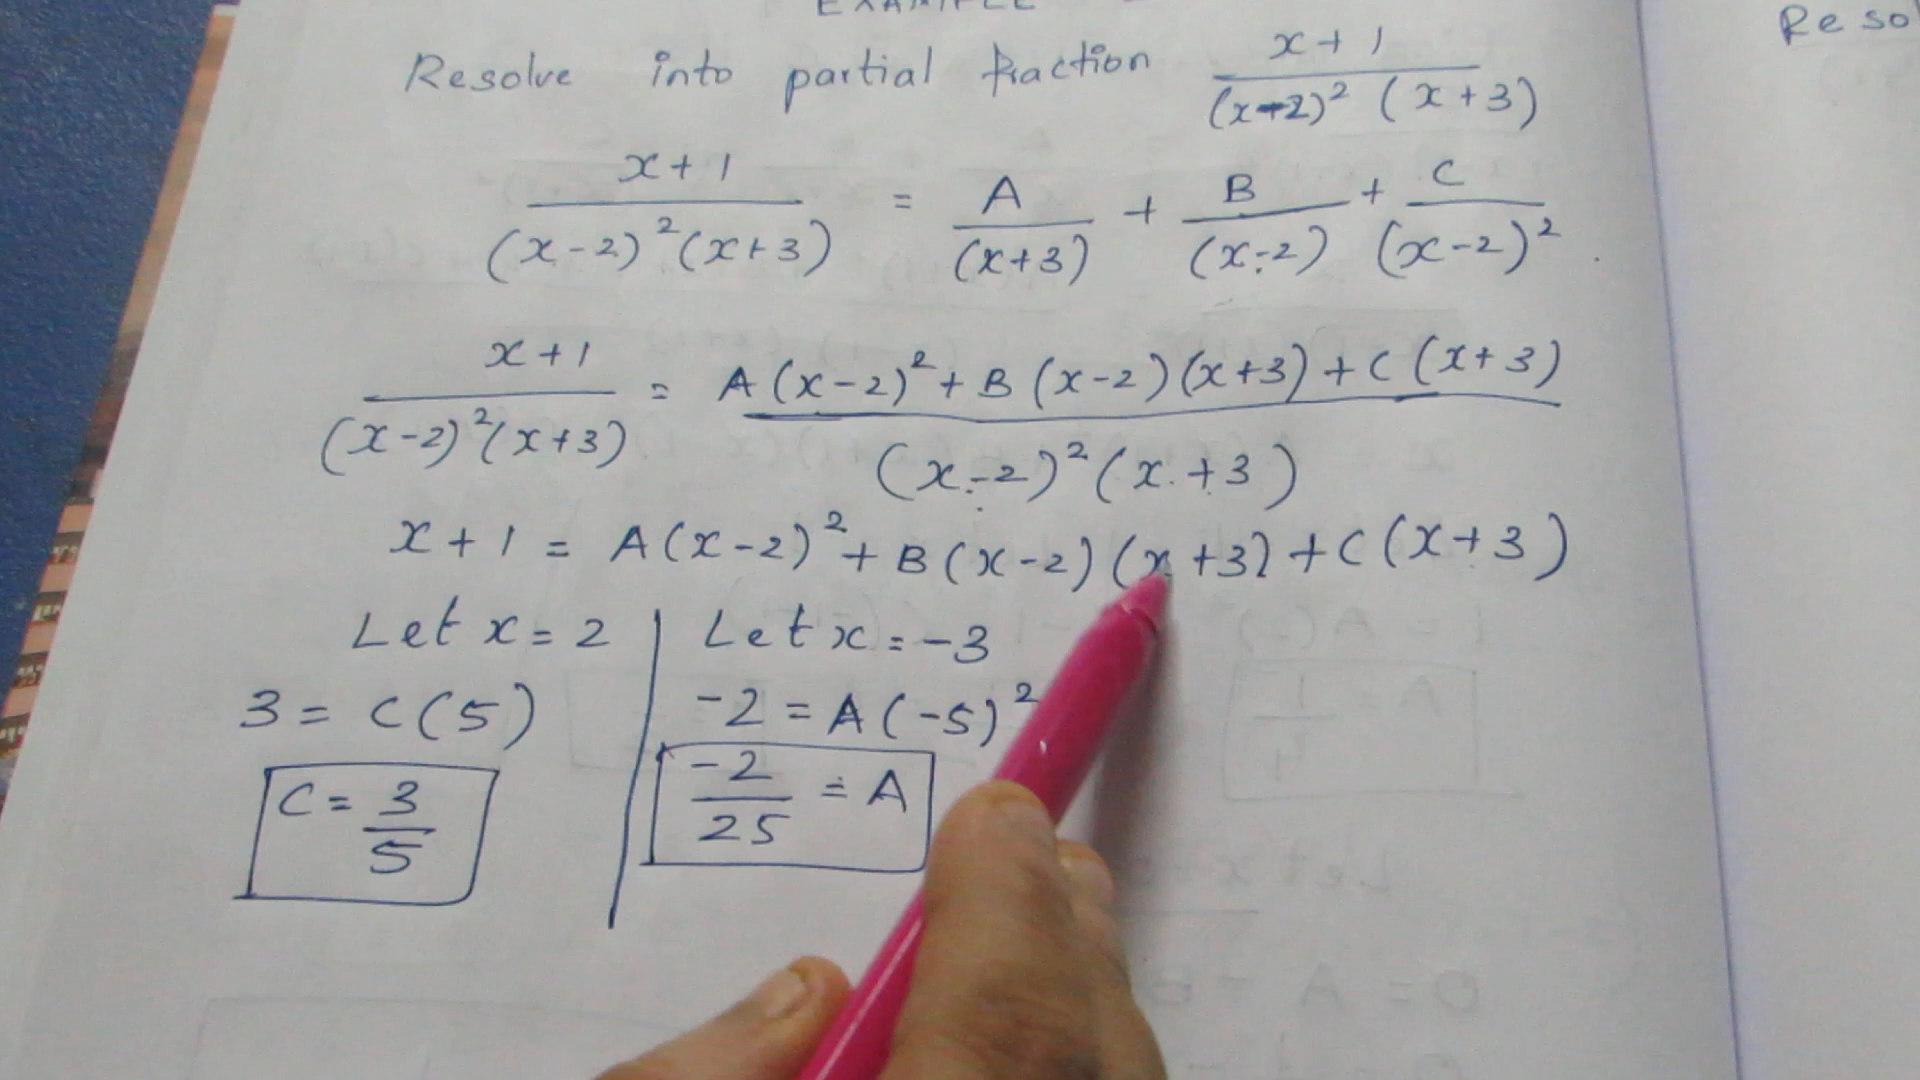 EXAMPLE
Reso
Resolve into partial fraction x+1 / (x-2)² (x+3)
x+1 / (x-2)²(x+3) = A / (x+3) + B / (x-2) + C / (x-2)²
x+1 / (x-2)²(x+3) = A(x-2)² + B(x-2)(x+3) + C(x+3) / (x-2)²(x+3)
x+1 = A(x-2)² + B(x-2)(x+3) + C(x+3)
Let x = 2
3 = C(5)
C = 3/5
Let x = -3
-2 = A(-5)²
-2/25 = A